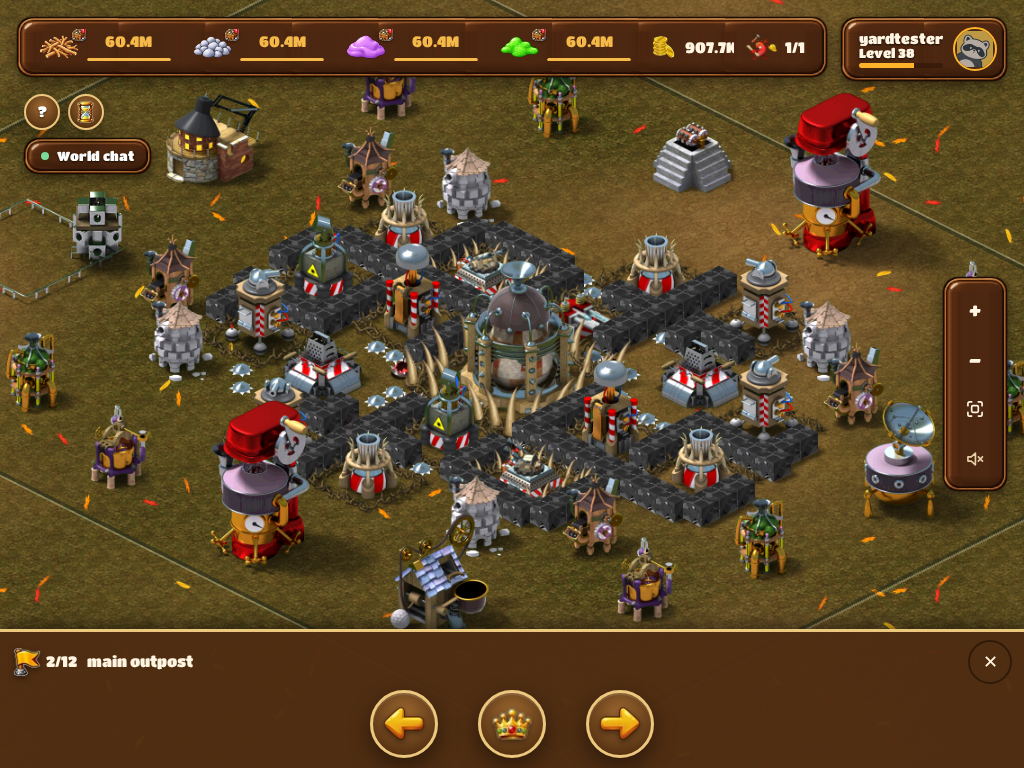 60.4M
60.4M
60.4M
60.4M
907.7K
1/1
yardtester
Level 38
?
World chat
2/12 main outpost